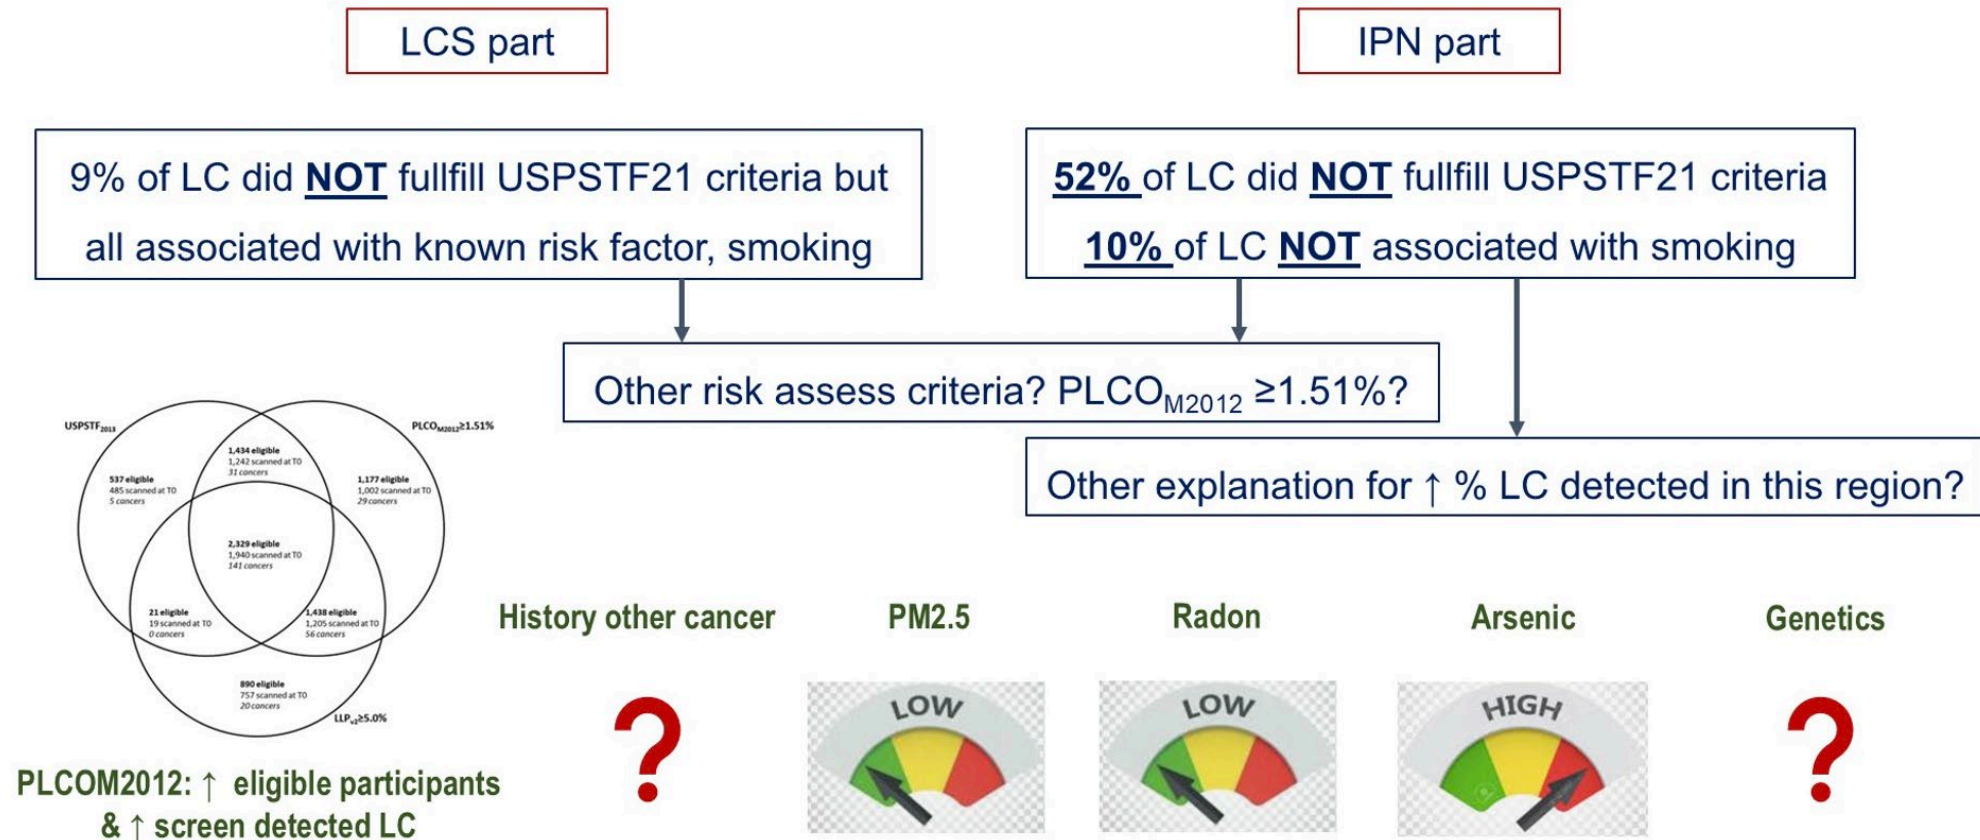 LCS part
IPN part
9% of LC did NOT fullfill USPSTF21 criteria but
all associated with known risk factor, smoking
52% of LC did NOT fullfill USPSTF21 criteria
10% of LC NOT associated with smoking
Other risk assess criteria? PLCOM2012 ≥1.51%?
Other explanation for ↑ % LC detected in this region?
USPSTF2013
PLCOM2012≥1.51%
1,434 eligible
1,242 scanned at T0
31 cancers
537 eligible
485 scanned at T0
5 cancers
1,177 eligible
1,002 scanned at T0
29 cancers
2,329 eligible
1,940 scanned at T0
141 cancers
21 eligible
19 scanned at T0
0 cancers
1,438 eligible
1,205 scanned at T0
56 cancers
890 eligible
757 scanned at T0
20 cancers
LLPv2≥5.0%
PLCOM2012: ↑ eligible participants
& ↑ screen detected LC
History other cancer
PM2.5
Radon
Arsenic
Genetics
?
LOW
LOW
HIGH
?